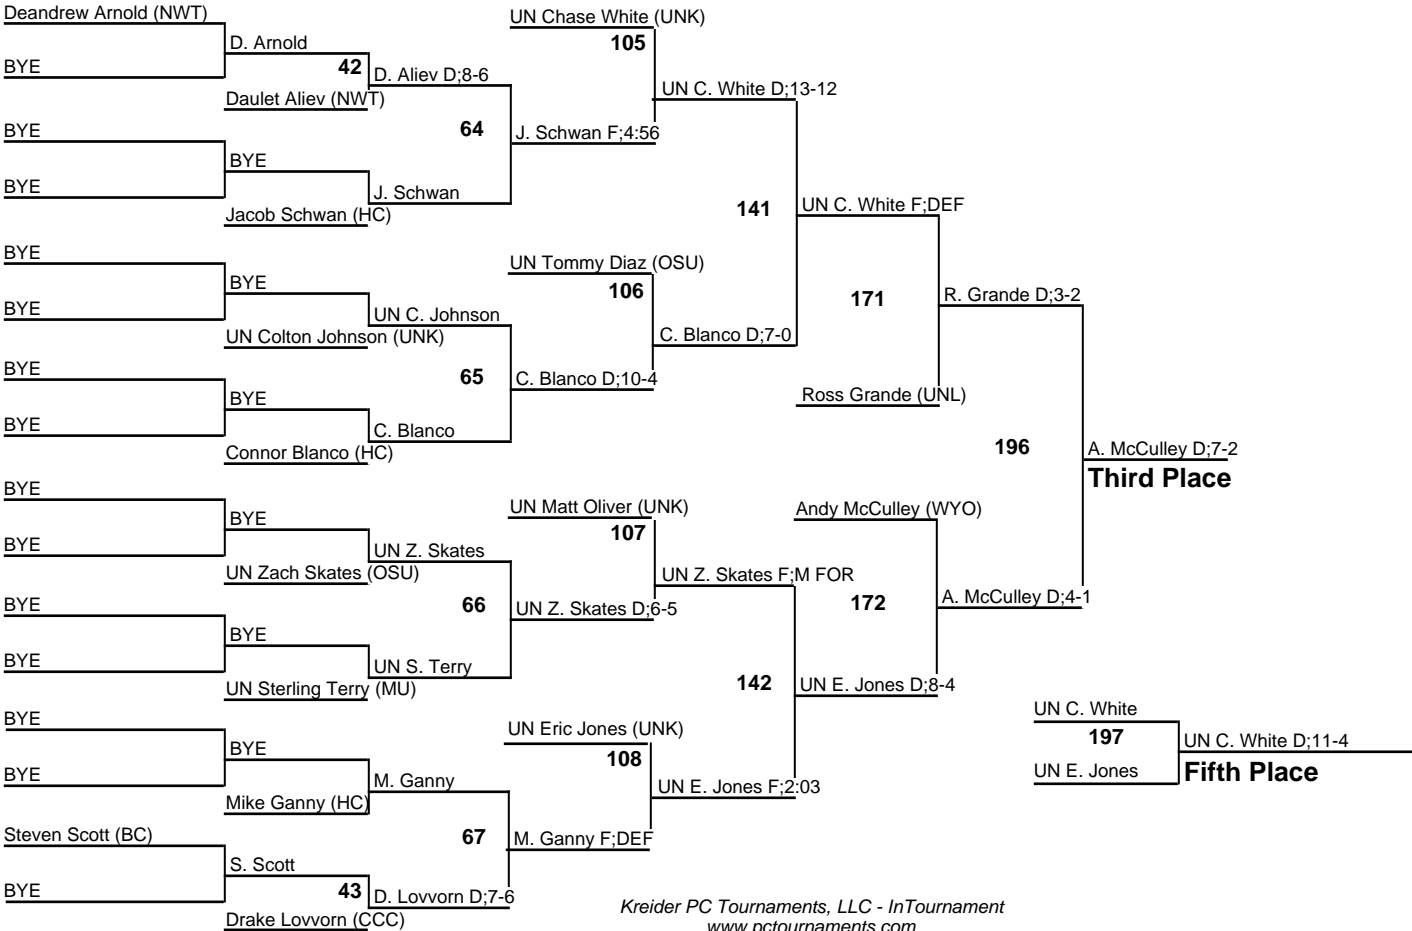 Deandrew Arnold (NWT)
BYE
D. Arnold
42
Daulet Aliev (NWT)
D. Aliev D;8-6
BYE
BYE
BYE
Jacob Schwan (HC)
J. Schwan
64
J. Schwan F;4:56
UN Chase White (UNK)
105
UN C. White D;13-12
BYE
BYE
BYE
UN Colton Johnson (UNK)
UN C. Johnson
BYE
BYE
BYE
Connor Blanco (HC)
C. Blanco
65
C. Blanco D;10-4
UN Tommy Diaz (OSU)
106
C. Blanco D;7-0
141
UN C. White F;DEF
171
Ross Grande (UNL)
R. Grande D;3-2
BYE
BYE
BYE
UN Zach Skates (OSU)
UN Z. Skates
BYE
BYE
BYE
UN Sterling Terry (MU)
UN S. Terry
66
UN Z. Skates D;6-5
UN Matt Oliver (UNK)
107
UN Z. Skates F;M FOR
BYE
BYE
BYE
Mike Ganny (HC)
M. Ganny
Steven Scott (BC)
BYE
S. Scott
43
Drake Lovvorn (CCC)
D. Lovvorn D;7-6
67
M. Ganny F;DEF
UN Eric Jones (UNK)
108
UN E. Jones F;2:03
142
UN E. Jones D;8-4
Andy McCulley (WYO)
172
A. McCulley D;4-1
196
A. McCulley D;7-2
Third Place
UN C. White
197
UN E. Jones
UN C. White D;11-4
Fifth Place
Kreider PC Tournaments, LLC - InTournament
www.pctournaments.com